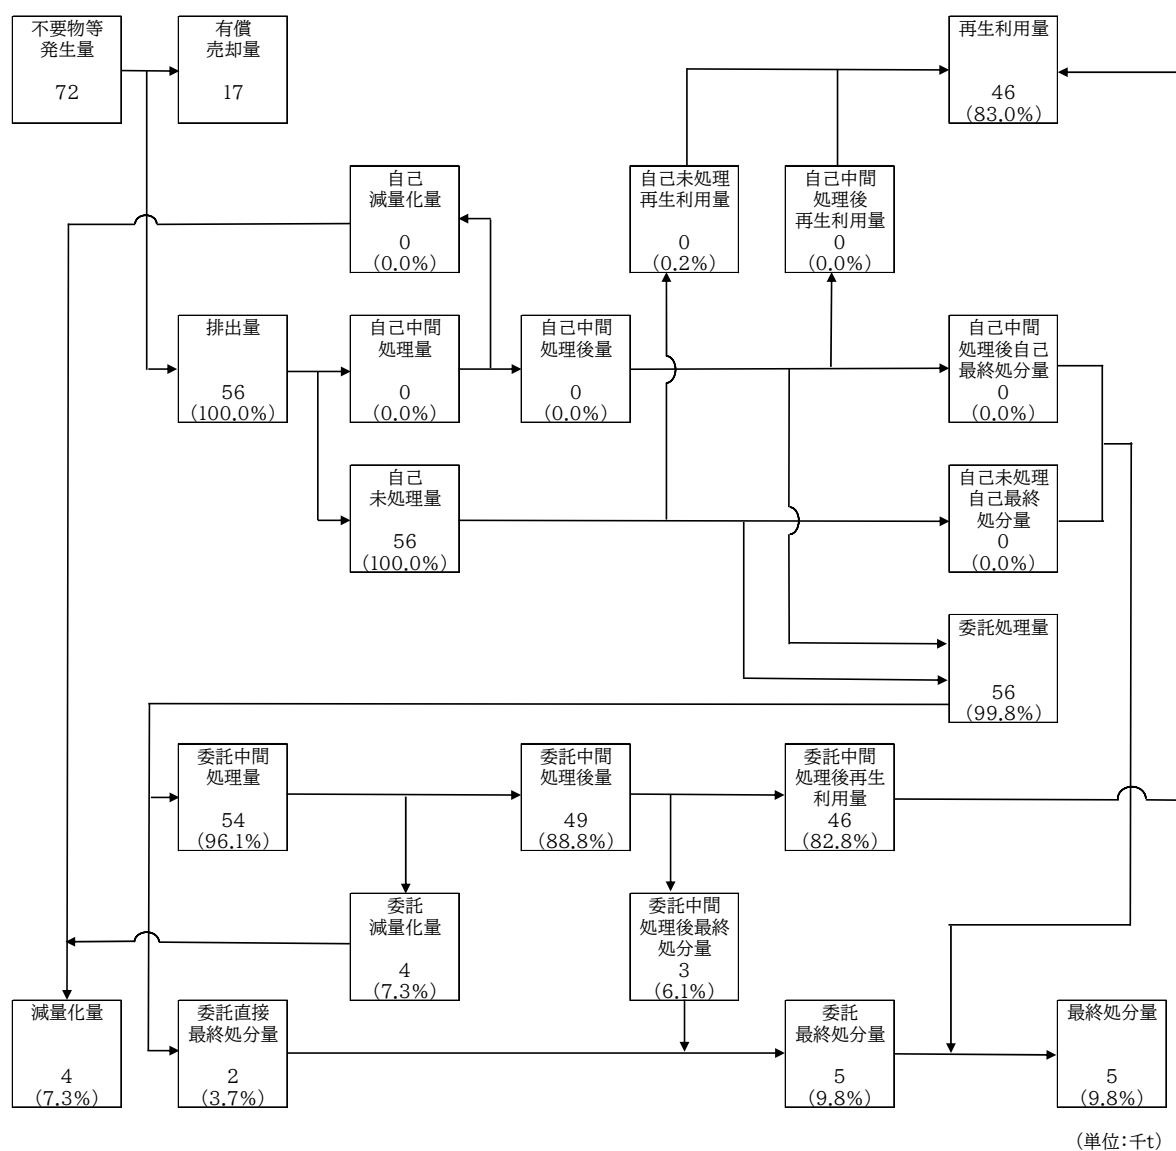 不要物等
発生量
72
有償
売却量
17
再生利用量
46
(83.0%)
自己
減量化量
0
(0.0%)
自己未処理
再生利用量
0
(0.2%)
自己中間
処理後
再生利用量
0
(0.0%)
排出量
56
(100.0%)
自己中間
処理量
0
(0.0%)
自己中間
処理後量
0
(0.0%)
自己中間
処理後自己
最終処分量
0
(0.0%)
自己
未処理量
56
(100.0%)
自己未処理
自己最終
処分量
0
(0.0%)
委託処理量
56
(99.8%)
委託中間
処理量
54
(96.1%)
委託中間
処理後量
49
(88.8%)
委託中間
処理後再生
利用量
46
(82.8%)
委託
減量化量
4
(7.3%)
委託中間
処理後最終
処分量
3
(6.1%)
減量化量
4
(7.3%)
委託直接
最終処分量
2
(3.7%)
委託
最終処分量
5
(9.8%)
最終処分量
5
(9.8%)
(単位:千t)